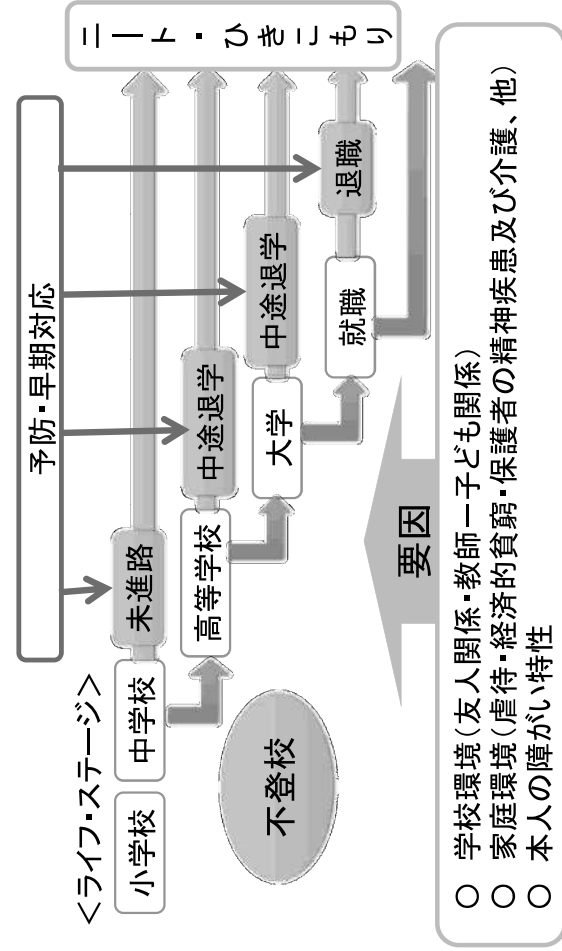 予防・早期対応
<ライフ・ステージ>
小学校
中学校
未進路
高等学校
中途退学
大学
中途退学
就職
退職
ニート・ひきこもり
不登校
要因
○ 学校環境(友人関係・教師ー子ども関係)
○ 家庭環境(虐待・経済的貧窮・保護者の精神疾患及び介護、他)
○ 本人の障がい特性